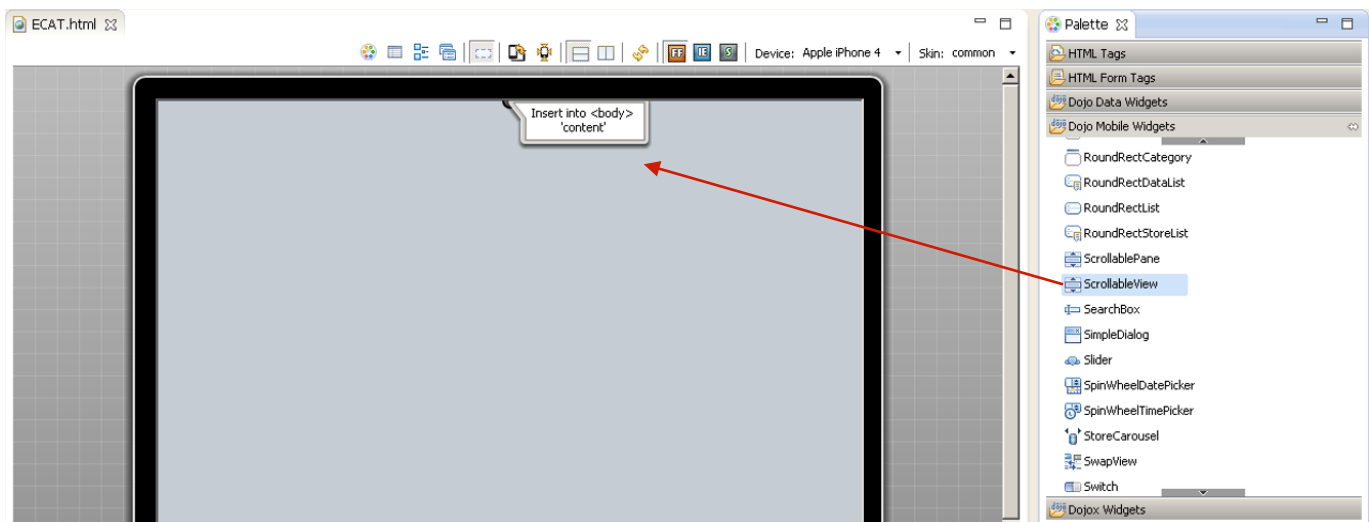 ECAT.html
Device: Apple iPhone 4 Skin: common
FF IE S
Insert into <body>
'content'
Palette
HTML Tags
HTML Form Tags
Dojo Data Widgets
Dojo Mobile Widgets
RoundRectCategory
RoundRectDataList
RoundRectList
RoundRectStoreList
ScrollablePane
ScrollableView
SearchBox
SimpleDialog
Slider
SpinWheelDatePicker
SpinWheelTimePicker
StoreCarousel
SwapView
Switch
Dojox Widgets